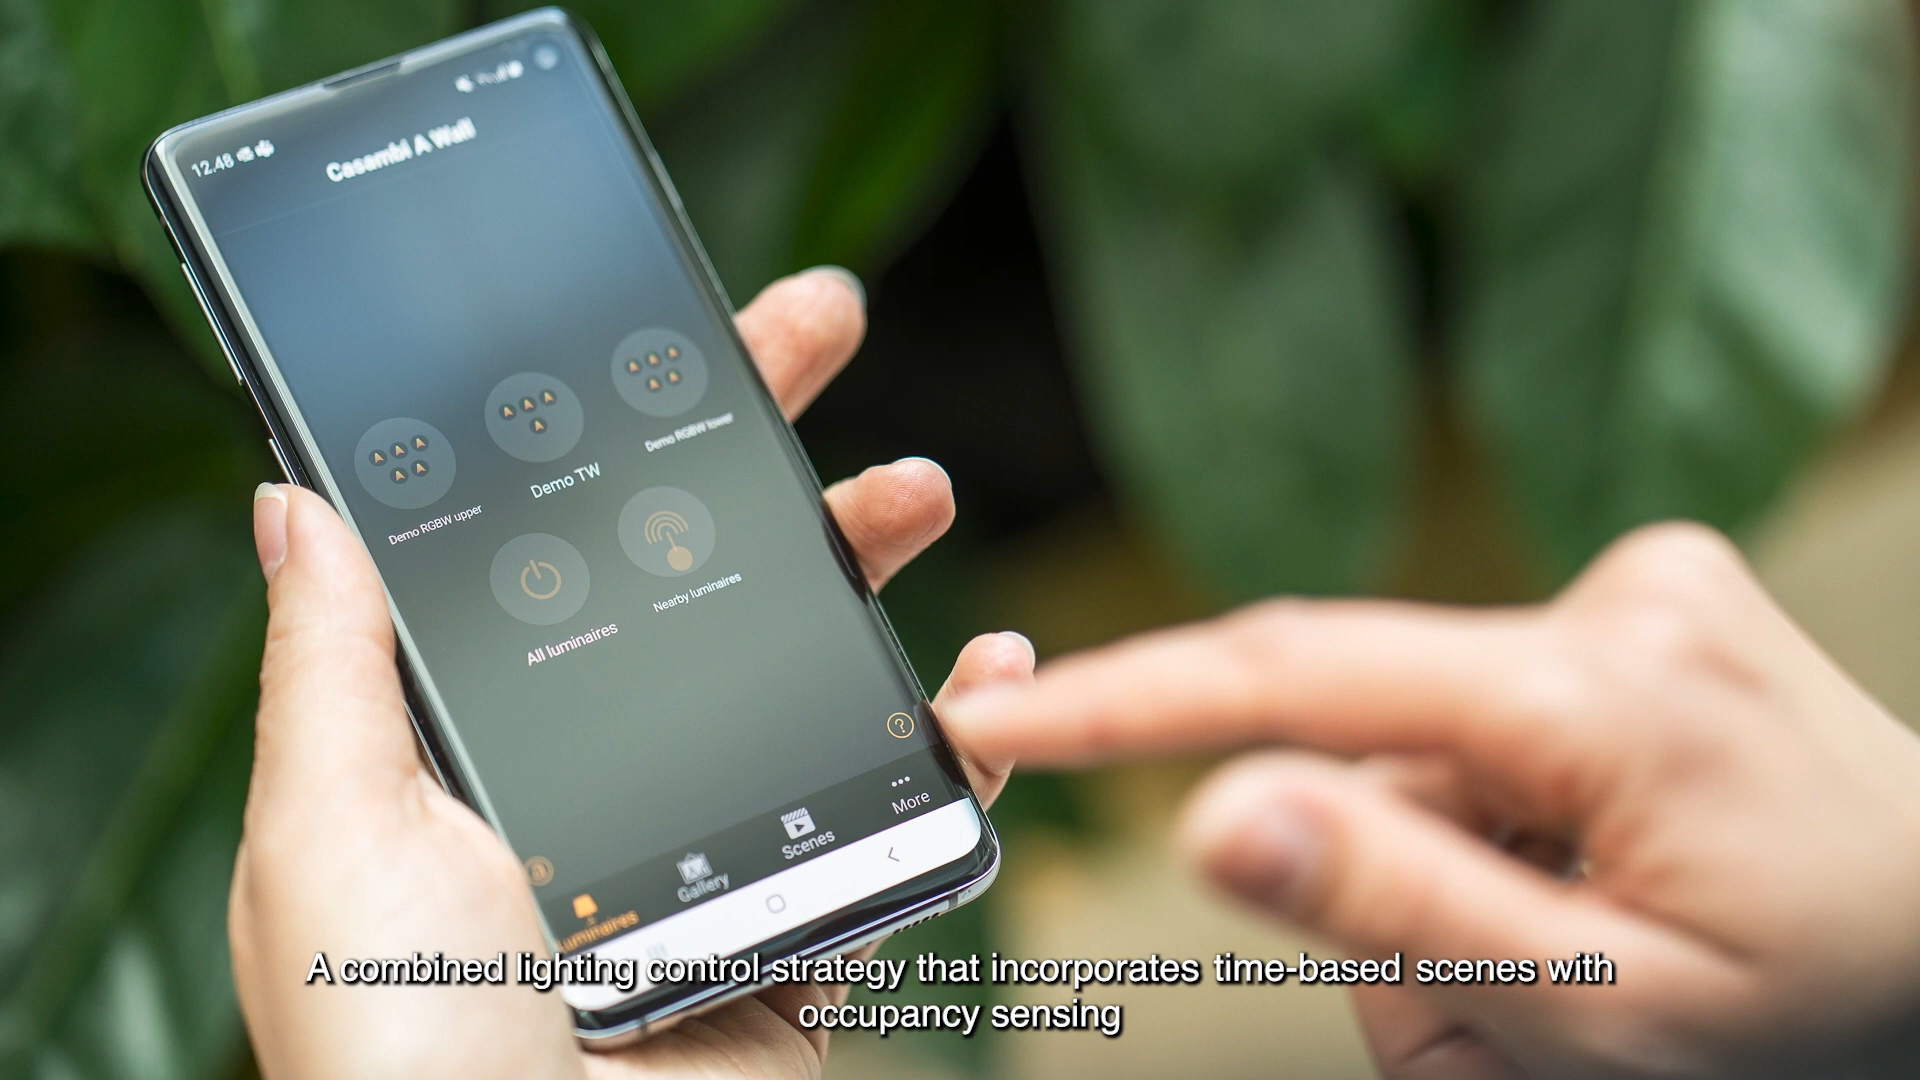 12.48
Casambi A Wall
Demo RGBW upper
Demo TW
Demo RGBW lower
All luminaires
Nearby luminaires
?
Luminaires
Gallery
Scenes
More
A combined lighting control strategy that incorporates time-based scenes with
occupancy sensing